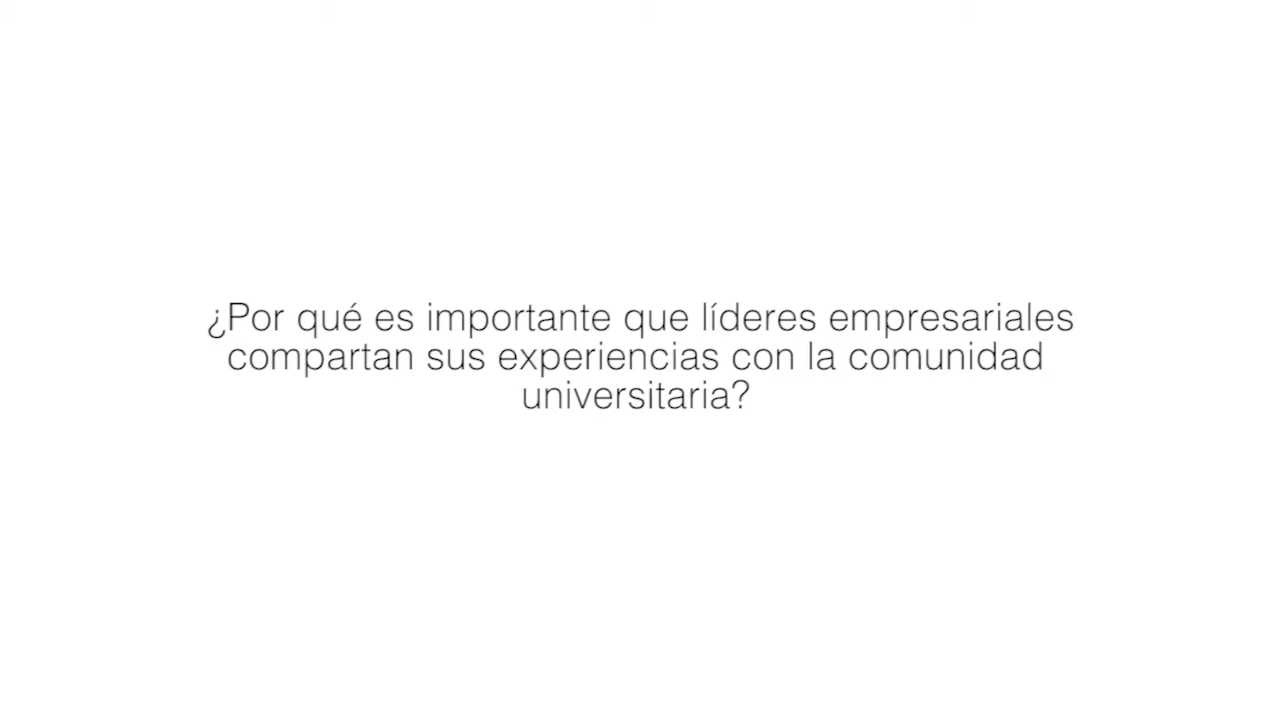 ¿Por qué es importante que líderes empresariales
compartan sus experiencias con la comunidad
universitaria?